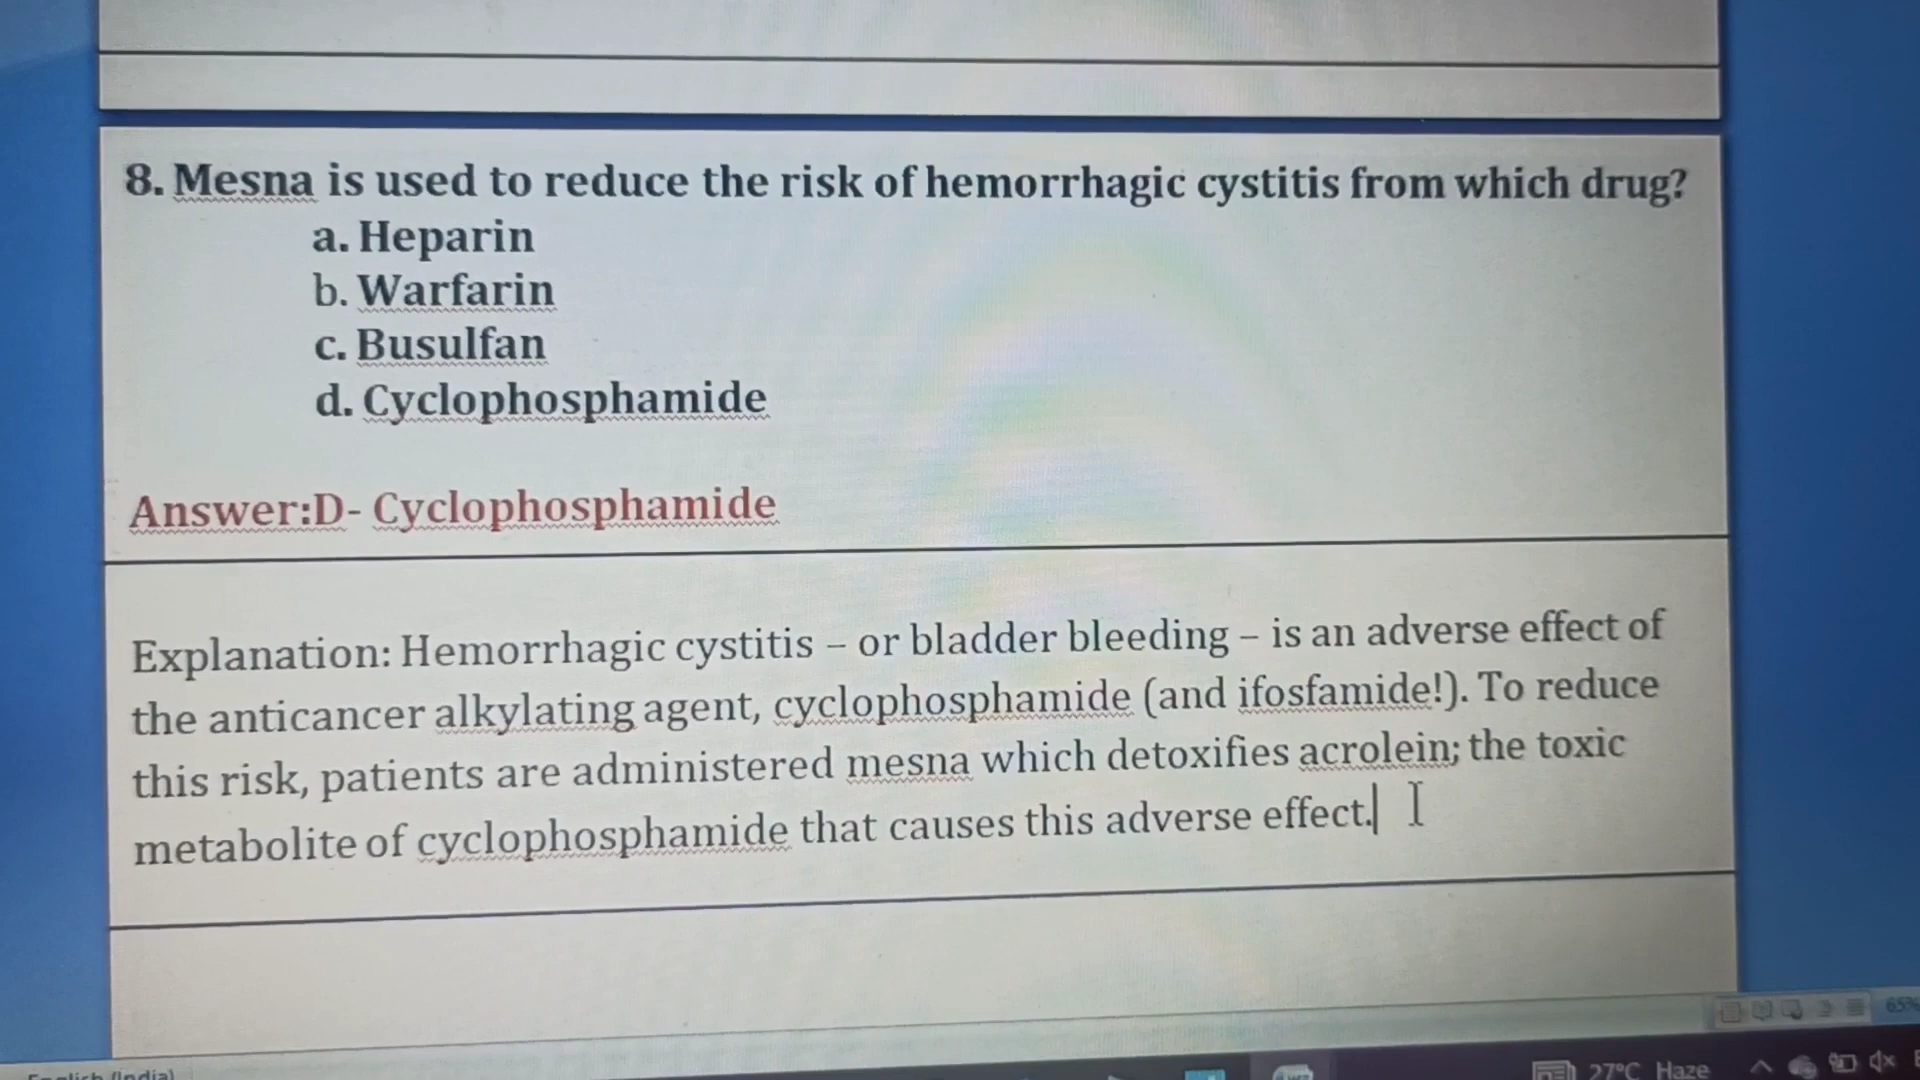 8. Mesna is used to reduce the risk of hemorrhagic cystitis from which drug?
a. Heparin
b. Warfarin
c. Busulfan
d. Cyclophosphamide
Answer:D- Cyclophosphamide
Explanation: Hemorrhagic cystitis – or bladder bleeding – is an adverse effect of
the anticancer alkylating agent, cyclophosphamide (and ifosfamide!). To reduce
this risk, patients are administered mesna which detoxifies acrolein; the toxic
metabolite of cyclophosphamide that causes this adverse effect.
65%
English (India)
27°C Haze